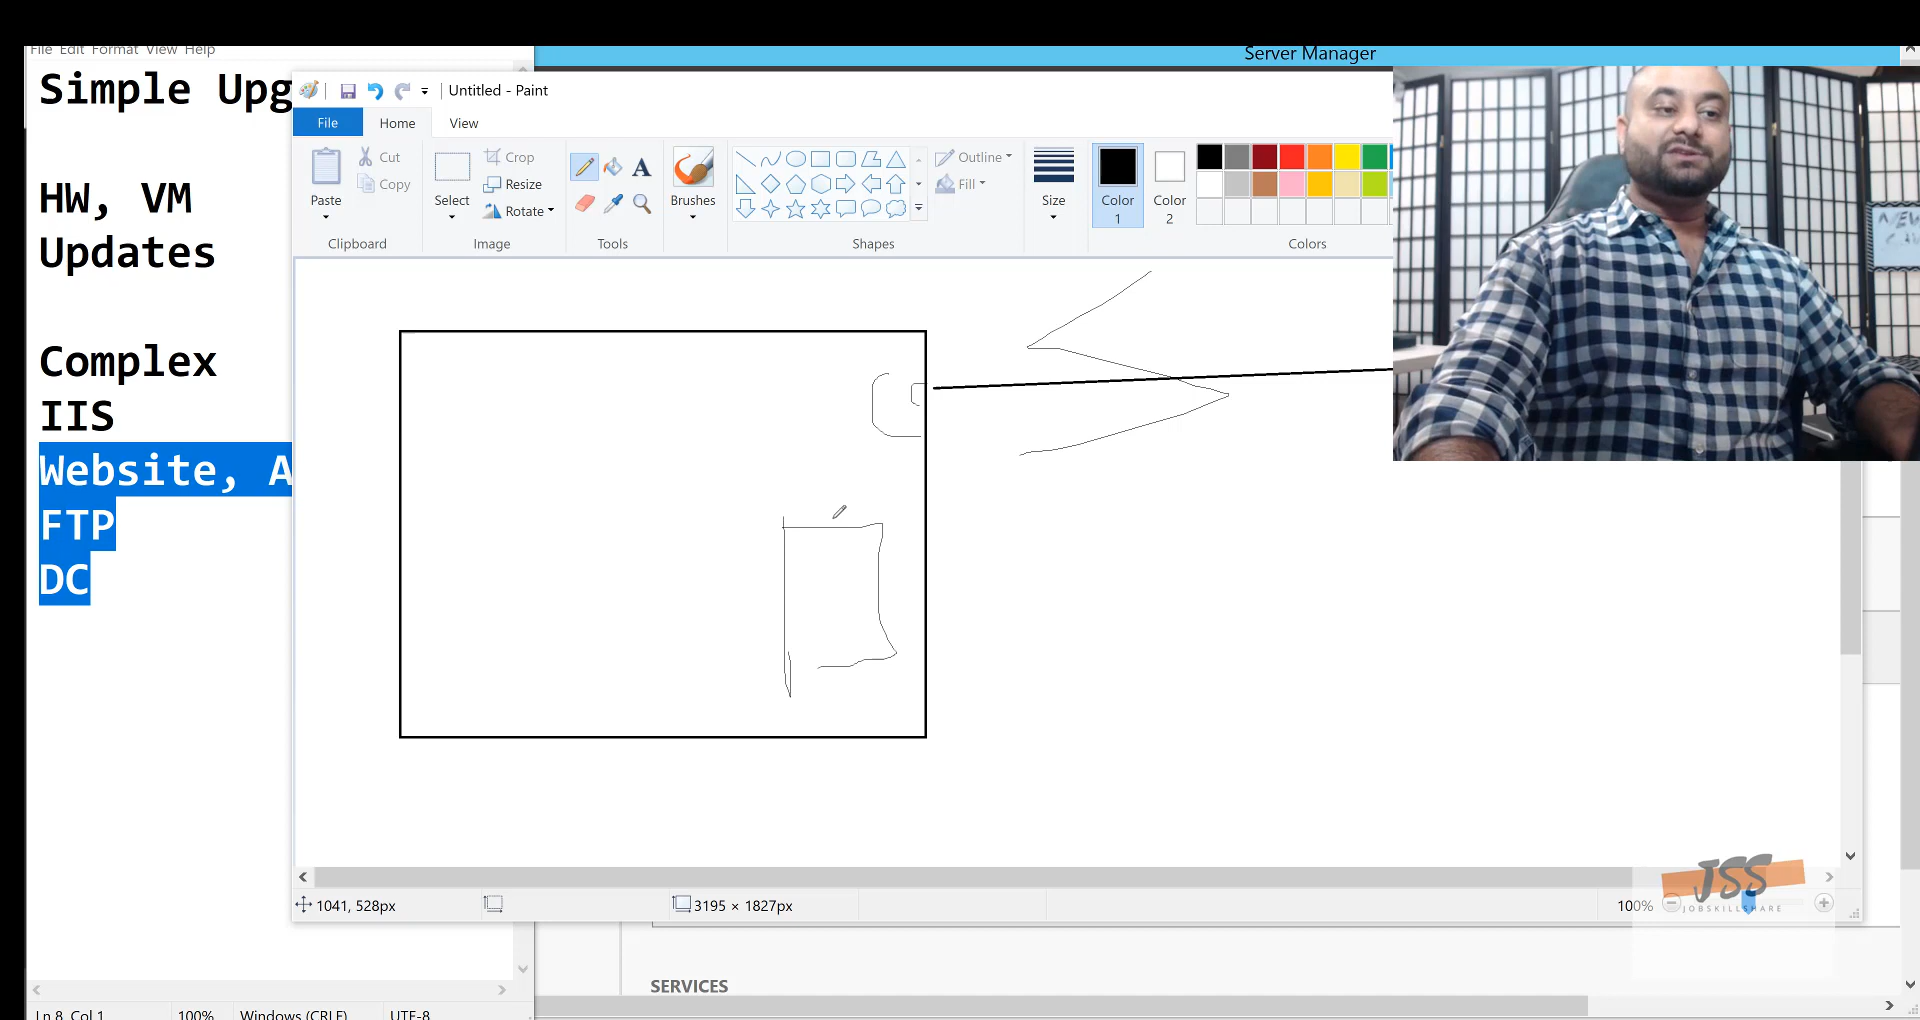 File Edit Format View Help
Server Manager
Simple Upg
HW, VM
Updates
Complex
IIS
Website, A
FTP
DC
Untitled - Paint
File Home View
Paste
Cut
Copy
Clipboard
Select
Crop
Resize
Rotate
Image
Tools
Brushes
Shapes
Outline
Fill
Size
Color 1
Color 2
Colors
1041, 528px
3195 × 1827px
100%
JSS
JOBSKILLSHARE
SERVICES
Ln 8, Col 1
100%
Windows (CRLF)
UTF-8